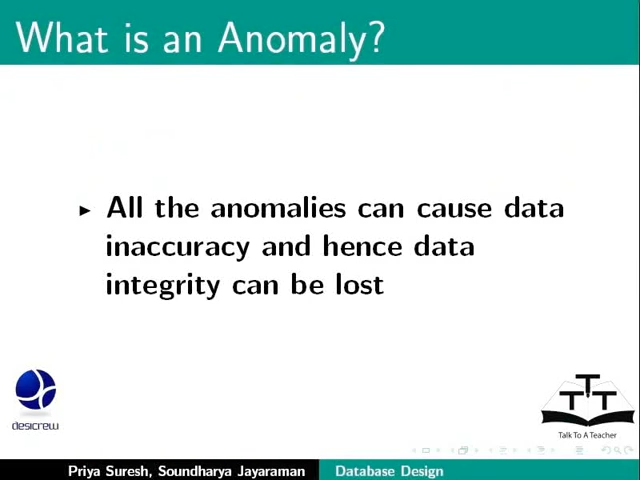 What is an Anomaly?
All the anomalies can cause data
inaccuracy and hence data
integrity can be lost
desicrew
TTT
Talk To A Teacher
Priya Suresh, Soundharya Jayaraman
Database Design